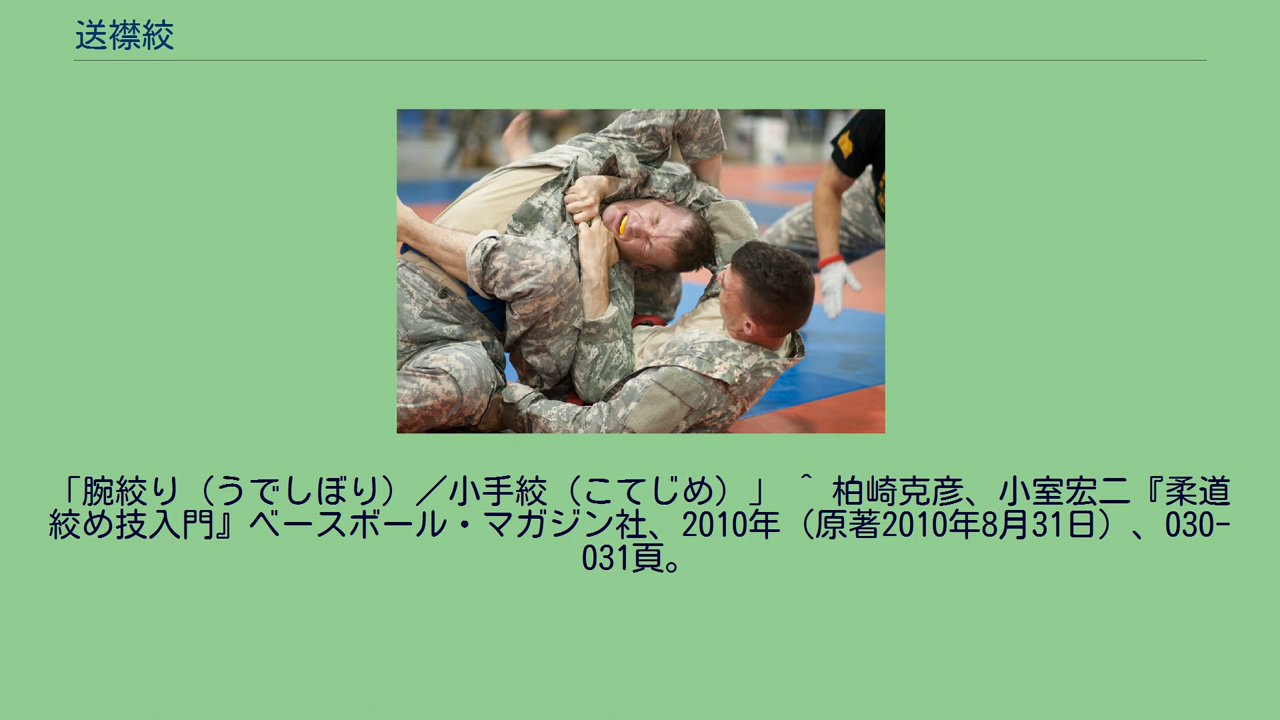 送襟絞
「腕絞り（うでしぼり）／小手絞（こてじめ）」 ^ 柏崎克彦、小室宏二『柔道
絞め技入門』ベースボール・マガジン社、2010年（原著2010年8月31日）、030-
031頁。